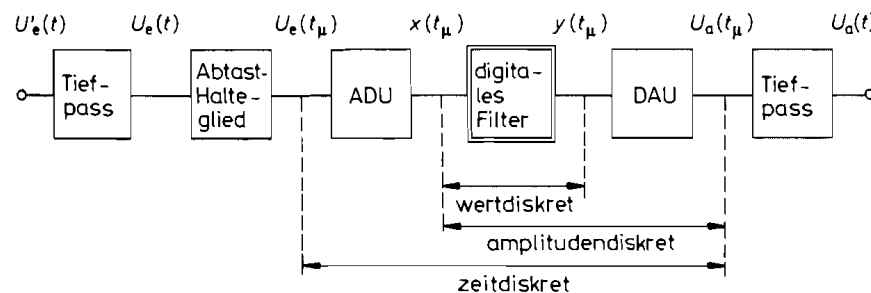 U'e(t) Ue(t) Ue(tμ) x(tμ) y(tμ) Ua(tμ) Ua(t)
Tief-
pass
Abtast-
Halte-
glied
ADU
digita-
les
Filter
DAU
Tief-
pass
wertdiskret
amplitudendiskret
zeitdiskret